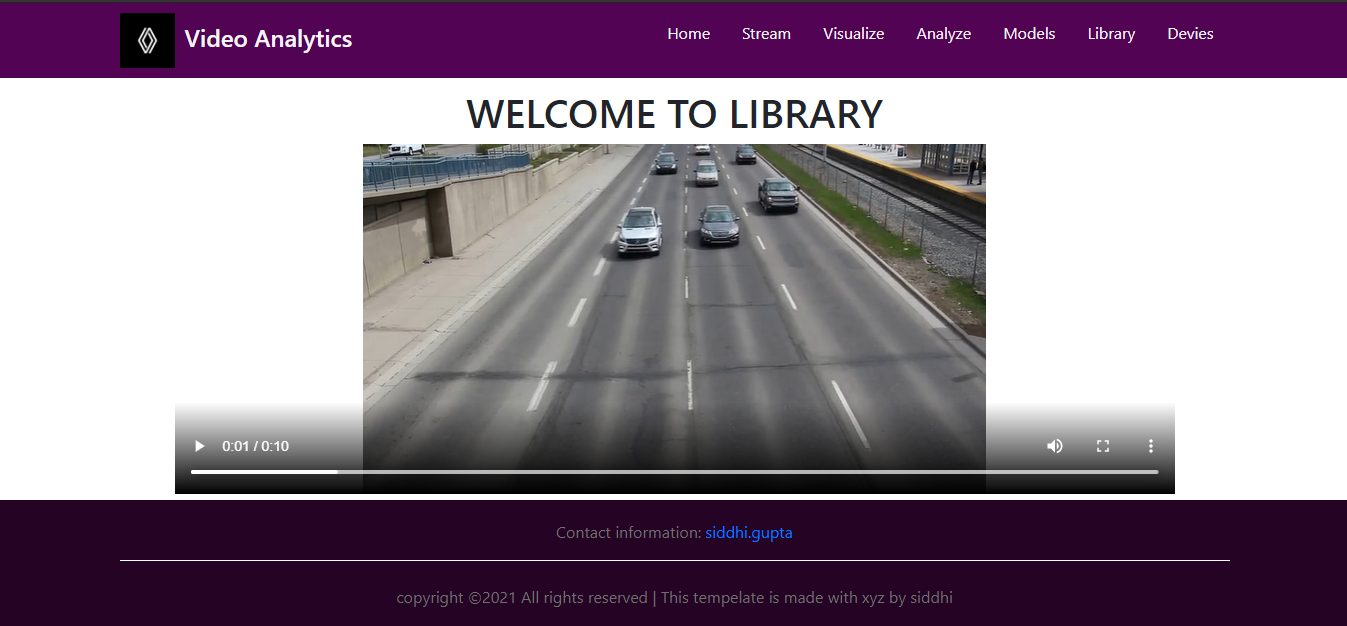 Video Analytics
Home Stream Visualize Analyze Models Library Devies
WELCOME TO LIBRARY
0:01 / 0:10
Contact information: siddhi.gupta
copyright ©2021 All rights reserved | This tempelate is made with xyz by siddhi